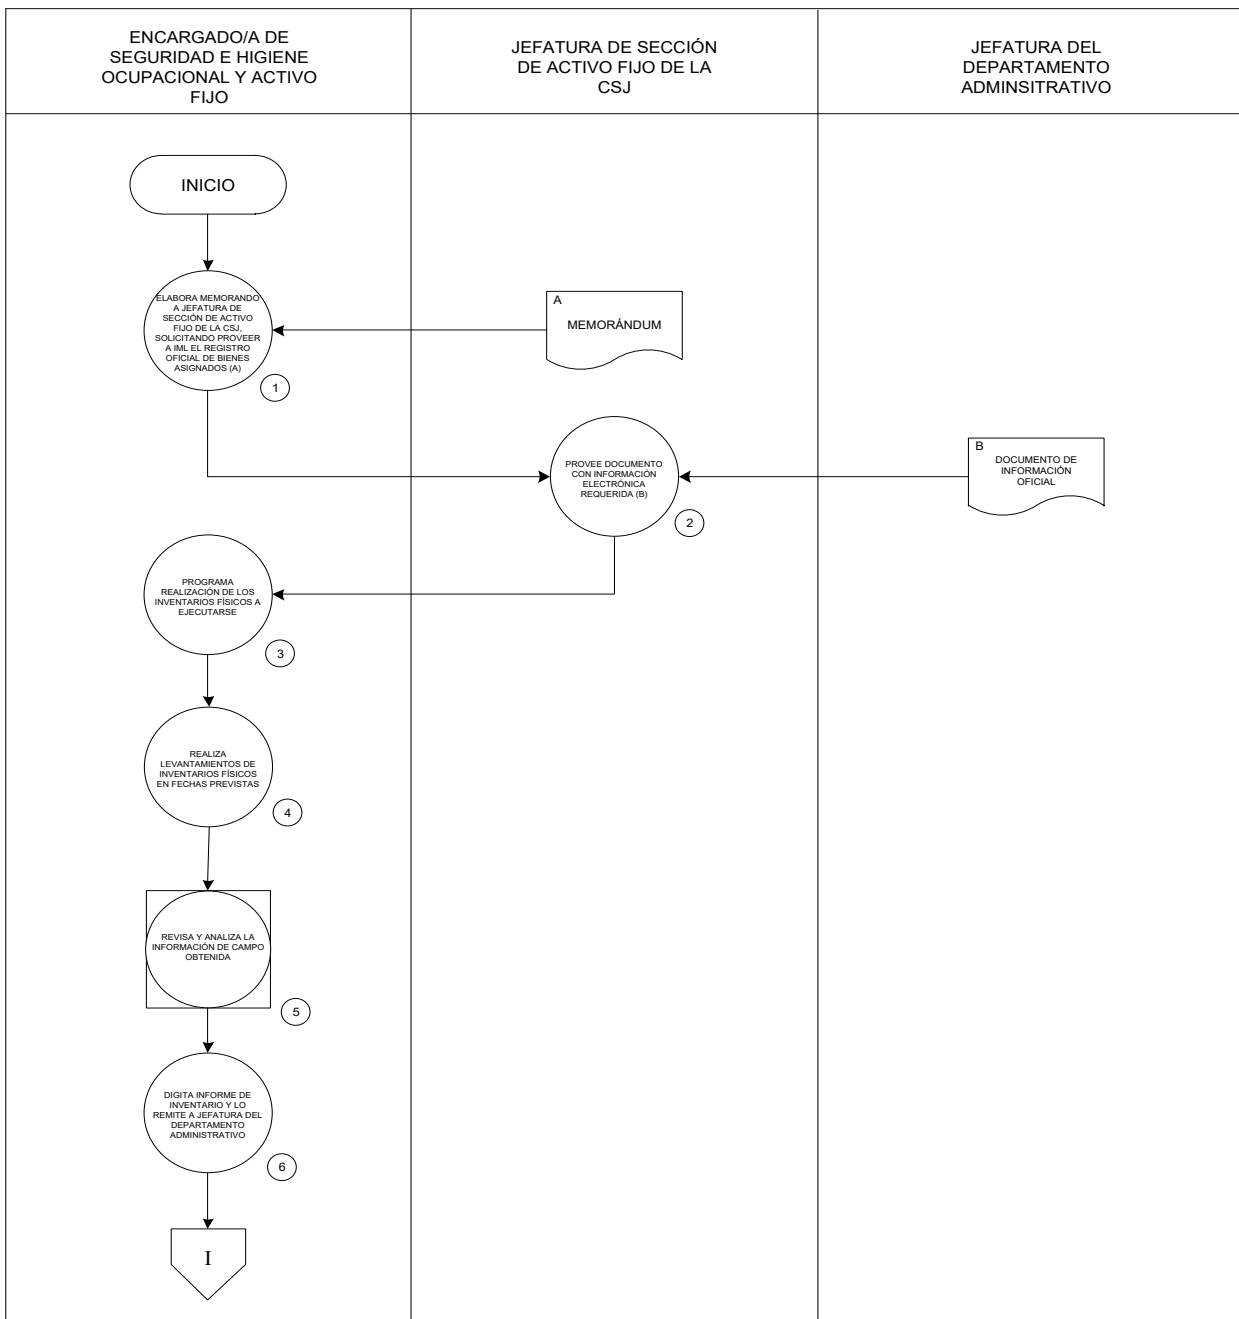 ENCARGADO/A DE
SEGURIDAD E HIGIENE
OCUPACIONAL Y ACTIVO
FIJO
JEFATURA DE SECCIÓN
DE ACTIVO FIJO DE LA
CSJ
JEFATURA DEL
DEPARTAMENTO
ADMINSITRATIVO
INICIO
ELABORA MEMORANDO
A JEFATURA DE
SECCIÓN DE ACTIVO
FIJO DE LA CSJ,
SOLICITANDO PROVEER
A IML EL REGISTRO
OFICIAL DE BIENES
ASIGNADOS (A)
1
A
MEMORÁNDUM
PROVEE DOCUMENTO
CON INFORMACIÓN
ELECTRÓNICA
REQUERIDA (B)
2
B
DOCUMENTO DE
INFORMACIÓN
OFICIAL
PROGRAMA
REALIZACIÓN DE LOS
INVENTARIOS FÍSICOS A
EJECUTARSE
3
REALIZA
LEVANTAMIENTOS DE
INVENTARIOS FÍSICOS
EN FECHAS PREVISTAS
4
REVISA Y ANALIZA LA
INFORMACIÓN DE CAMPO
OBTENIDA
5
DIGITA INFORME DE
INVENTARIO Y LO
REMITE A JEFATURA DEL
DEPARTAMENTO
ADMINISTRATIVO
6
I